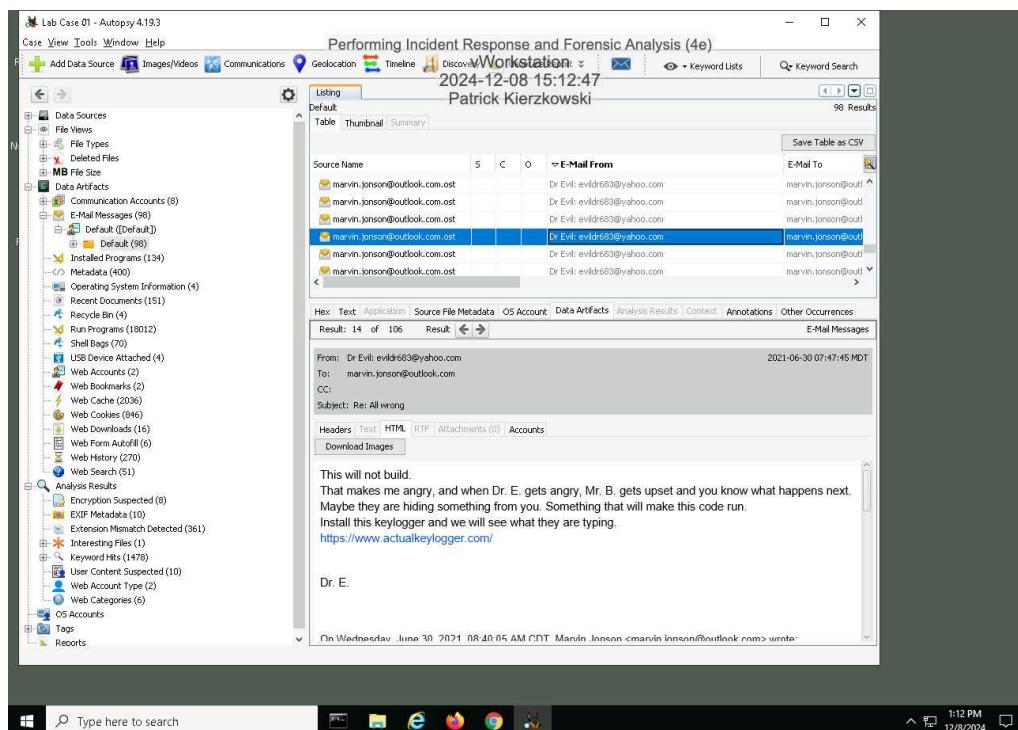 Lab Case 01 - Autopsy 4.19.3
Case View Tools Window Help
Performing Incident Response and Forensic Analysis (4e)
vWorkstation
2024-12-08 15:12:47
Patrick Kierzkowski
Add Data Source Images/Videos Communications Geolocation Timeline Keyword Lists Keyword Search
Data Sources
File Views
File Types
Deleted Files
MB File Size
Data Artifacts
Communication Accounts (8)
E-Mail Messages (98)
Default ([Default])
Default (98)
Installed Programs (134)
Metadata (400)
Operating System Information (4)
Recent Documents (151)
Recycle Bin (4)
Run Programs (18012)
Shell Bags (70)
USB Device Attached (4)
Web Accounts (2)
Web Bookmarks (2)
Web Cache (2036)
Web Cookies (846)
Web Downloads (16)
Web Form Autofill (6)
Web History (270)
Web Search (51)
Analysis Results
Encryption Suspected (8)
EXIF Metadata (10)
Extension Mismatch Detected (361)
Interesting Files (1)
Keyword Hits (1478)
User Content Suspected (10)
Web Account Type (2)
Web Categories (6)
OS Accounts
Tags
Reports
Listing
Default 98 Results
Table Thumbnail Summary
Save Table as CSV
Source Name S C O E-Mail From E-Mail To
marvin.jonson@outlook.com.ost Dr Evil: evildr683@yahoo.com marvin.jonson@outl
marvin.jonson@outlook.com.ost Dr Evil: evildr683@yahoo.com marvin.jonson@outl
marvin.jonson@outlook.com.ost Dr Evil: evildr683@yahoo.com marvin.jonson@outl
marvin.jonson@outlook.com.ost Dr Evil: evildr683@yahoo.com marvin.jonson@outl
marvin.jonson@outlook.com.ost Dr Evil: evildr683@yahoo.com marvin.jonson@outl
marvin.jonson@outlook.com.ost Dr Evil: evildr683@yahoo.com marvin.jonson@outl
Hex Text Application Source File Metadata OS Account Data Artifacts Analysis Results Context Annotations Other Occurrences
Result: 14 of 106 Result E-Mail Messages
From: Dr Evil: evildr683@yahoo.com 2021-06-30 07:47:45 MDT
To: marvin.jonson@outlook.com
CC:
Subject: Re: All wrong
Headers Text HTML RTF Attachments (0) Accounts
Download Images
This will not build.
That makes me angry, and when Dr. E. gets angry, Mr. B. gets upset and you know what happens next.
Maybe they are hiding something from you. Something that will make this code run.
Install this keylogger and we will see what they are typing.
https://www.actualkeylogger.com/
Dr. E.
On Wednesday, June 30, 2021, 08:40:05 AM CDT, Marvin Jonson <marvin.jonson@outlook.com> wrote:
Type here to search
1:12 PM
12/8/2024